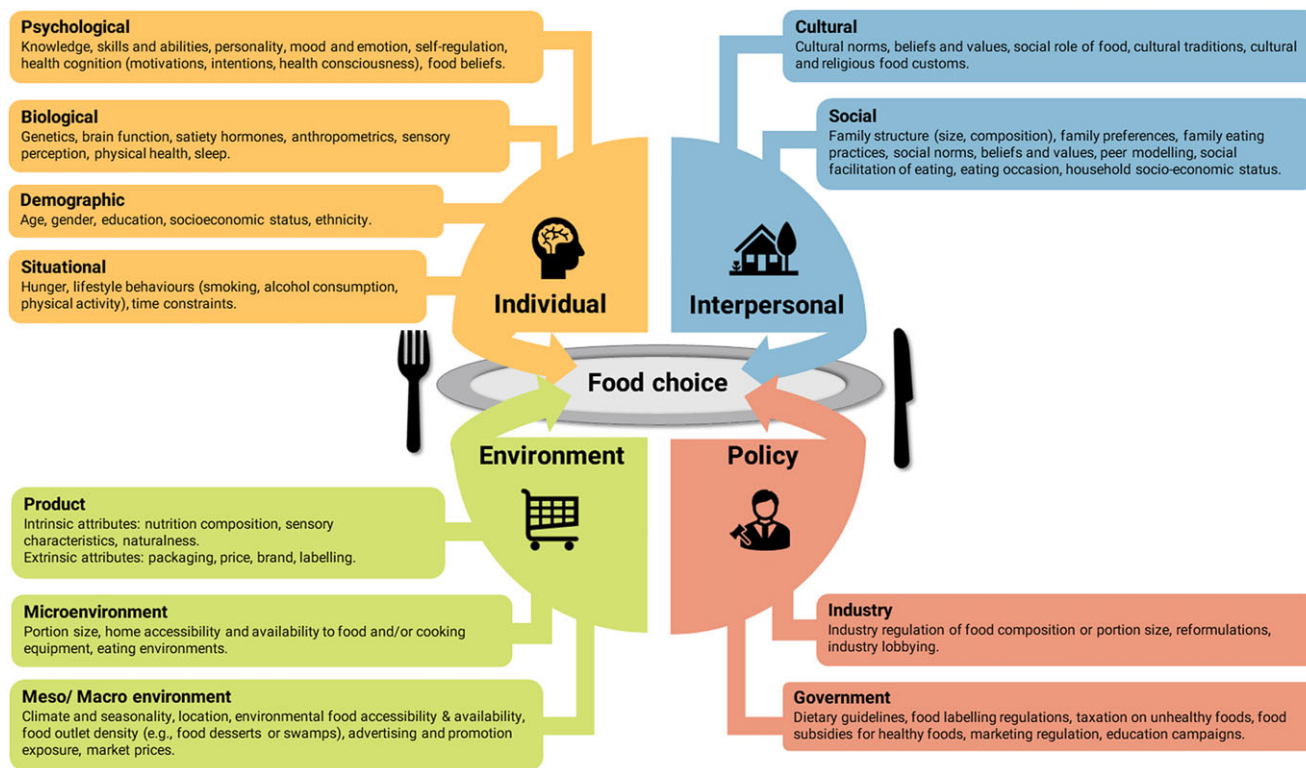 Psychological
Knowledge, skills and abilities, personality, mood and emotion, self-regulation,
health cognition (motivations, intentions, health consciousness), food beliefs.
Biological
Genetics, brain function, satiety hormones, anthropometrics, sensory
perception, physical health, sleep.
Demographic
Age, gender, education, socioeconomic status, ethnicity.
Situational
Hunger, lifestyle behaviours (smoking, alcohol consumption,
physical activity), time constraints.
Individual
Cultural
Cultural norms, beliefs and values, social role of food, cultural traditions, cultural
and religious food customs.
Social
Family structure (size, composition), family preferences, family eating
practices, social norms, beliefs and values, peer modelling, social
facilitation of eating, eating occasion, household socio-economic status.
Interpersonal
Food choice
Environment
Product
Intrinsic attributes: nutrition composition, sensory
characteristics, naturalness.
Extrinsic attributes: packaging, price, brand, labelling.
Microenvironment
Portion size, home accessibility and availability to food and/or cooking
equipment, eating environments.
Meso/ Macro environment
Climate and seasonality, location, environmental food accessibility & availability,
food outlet density (e.g., food desserts or swamps), advertising and promotion
exposure, market prices.
Policy
Industry
Industry regulation of food composition or portion size, reformulations,
industry lobbying.
Government
Dietary guidelines, food labelling regulations, taxation on unhealthy foods, food
subsidies for healthy foods, marketing regulation, education campaigns.